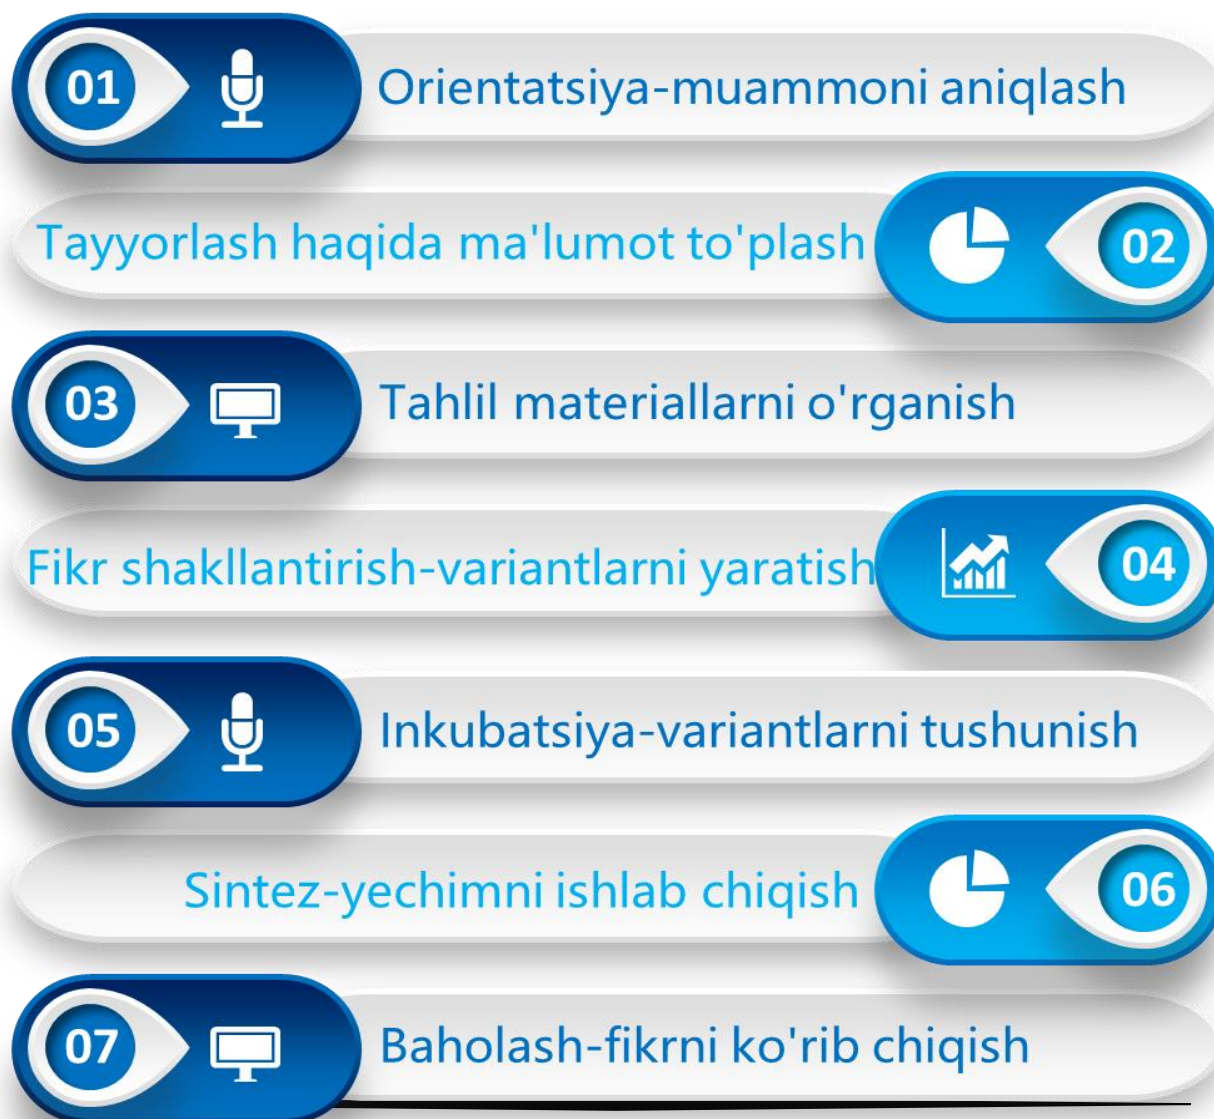 01 Orientatsiya-muammoni aniqlash
Tayyorlash haqida ma'lumot to'plash 02
03 Tahlil materiallarni o'rganish
Fikr shakllantirish-variantlarni yaratish 04
05 Inkubatsiya-variantlarni tushunish
Sintez-yechimni ishlab chiqish 06
07 Baholash-fikrni ko'rib chiqish